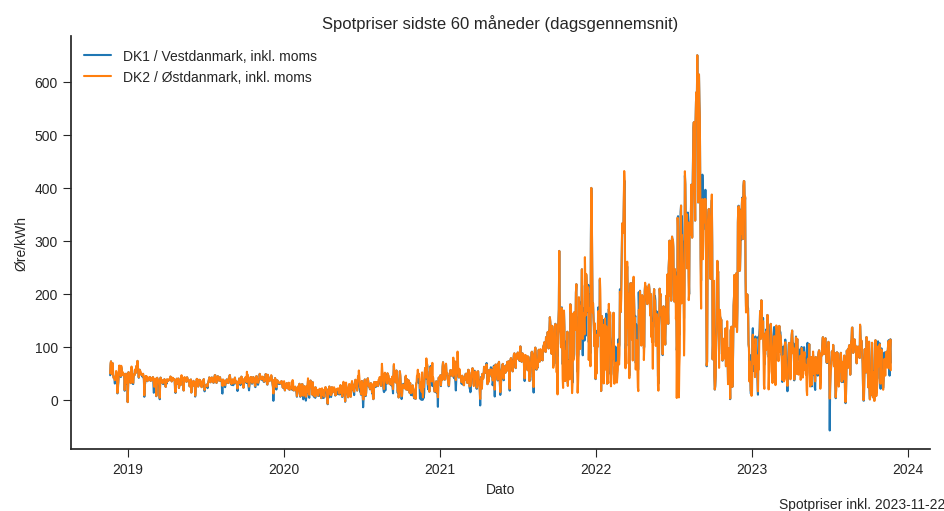 Spotpriser sidste 60 måneder (dagsgennemsnit)
DK1 / Vestdanmark, inkl. moms
DK2 / Østdanmark, inkl. moms
600
500
400
300
200
100
0
Øre/kWh
2019 2020 2021 2022 2023 2024
Dato
Spotpriser inkl. 2023-11-22